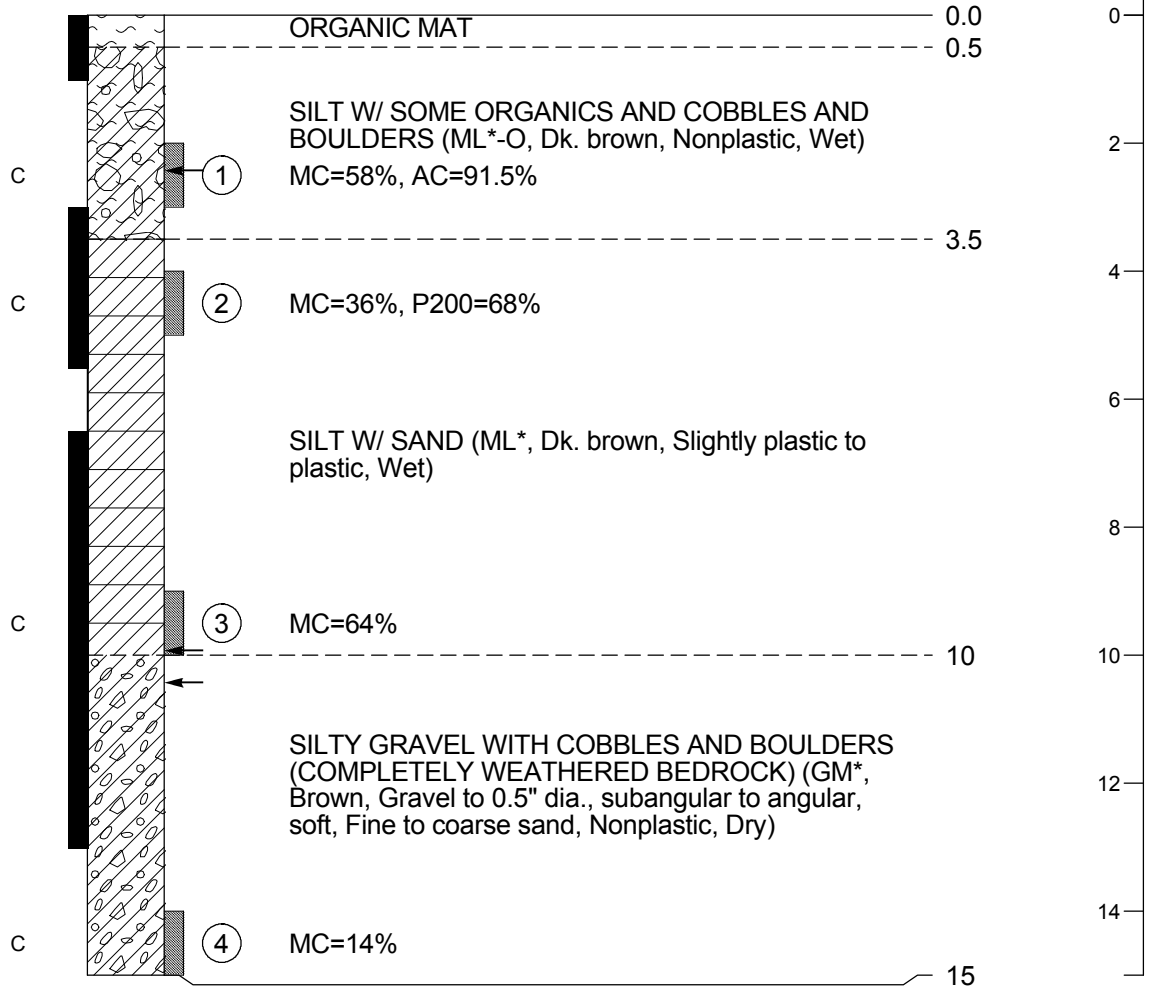 0.0
0
ORGANIC MAT
0.5
SILT W/ SOME ORGANICS AND COBBLES AND
BOULDERS (ML*-O, Dk. brown, Nonplastic, Wet)
2
C 1 MC=58%, AC=91.5%
3.5
4
C 2 MC=36%, P200=68%
6
SILT W/ SAND (ML*, Dk. brown, Slightly plastic to
plastic, Wet)
8
C 3 MC=64%
10 10
SILTY GRAVEL WITH COBBLES AND BOULDERS
(COMPLETELY WEATHERED BEDROCK) (GM*,
Brown, Gravel to 0.5" dia., subangular to angular,
soft, Fine to coarse sand, Nonplastic, Dry)
12
14
C 4 MC=14%
15